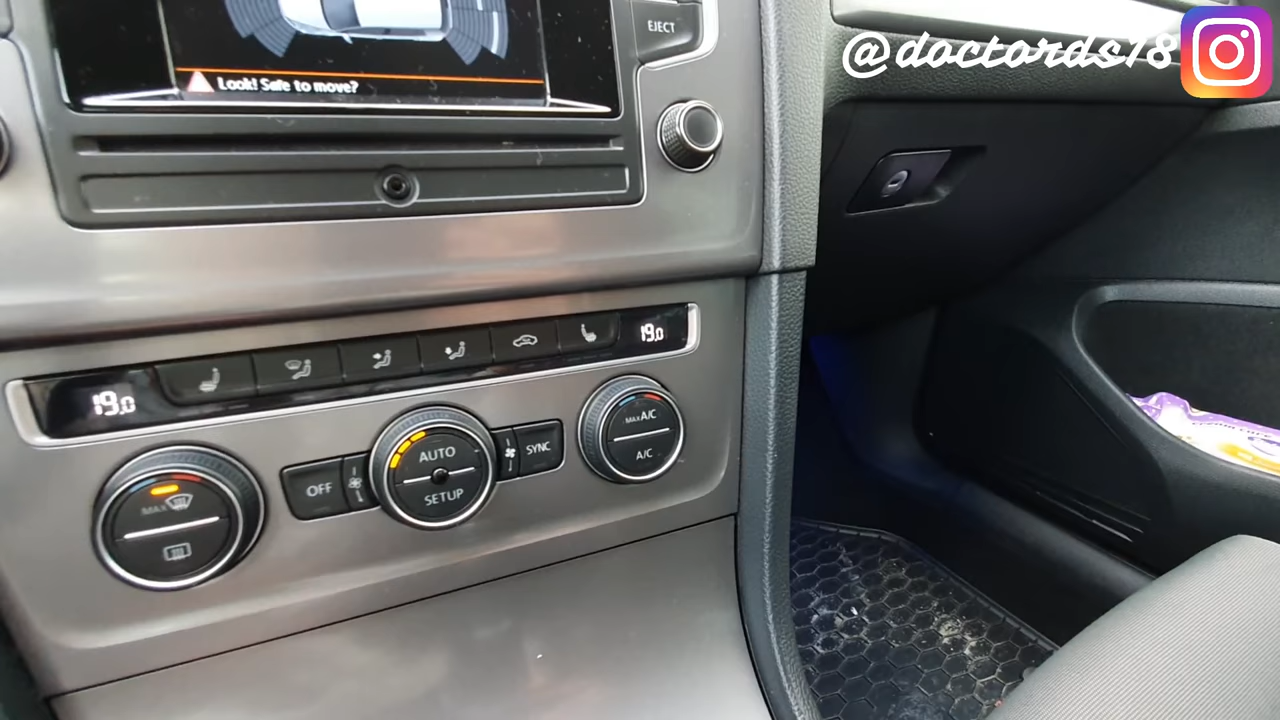 EJECT
@doctords78
Look! Safe to move?
19.0
19.0
AUTO
SETUP
OFF
SYNC
MAX A/C
A/C
MAX